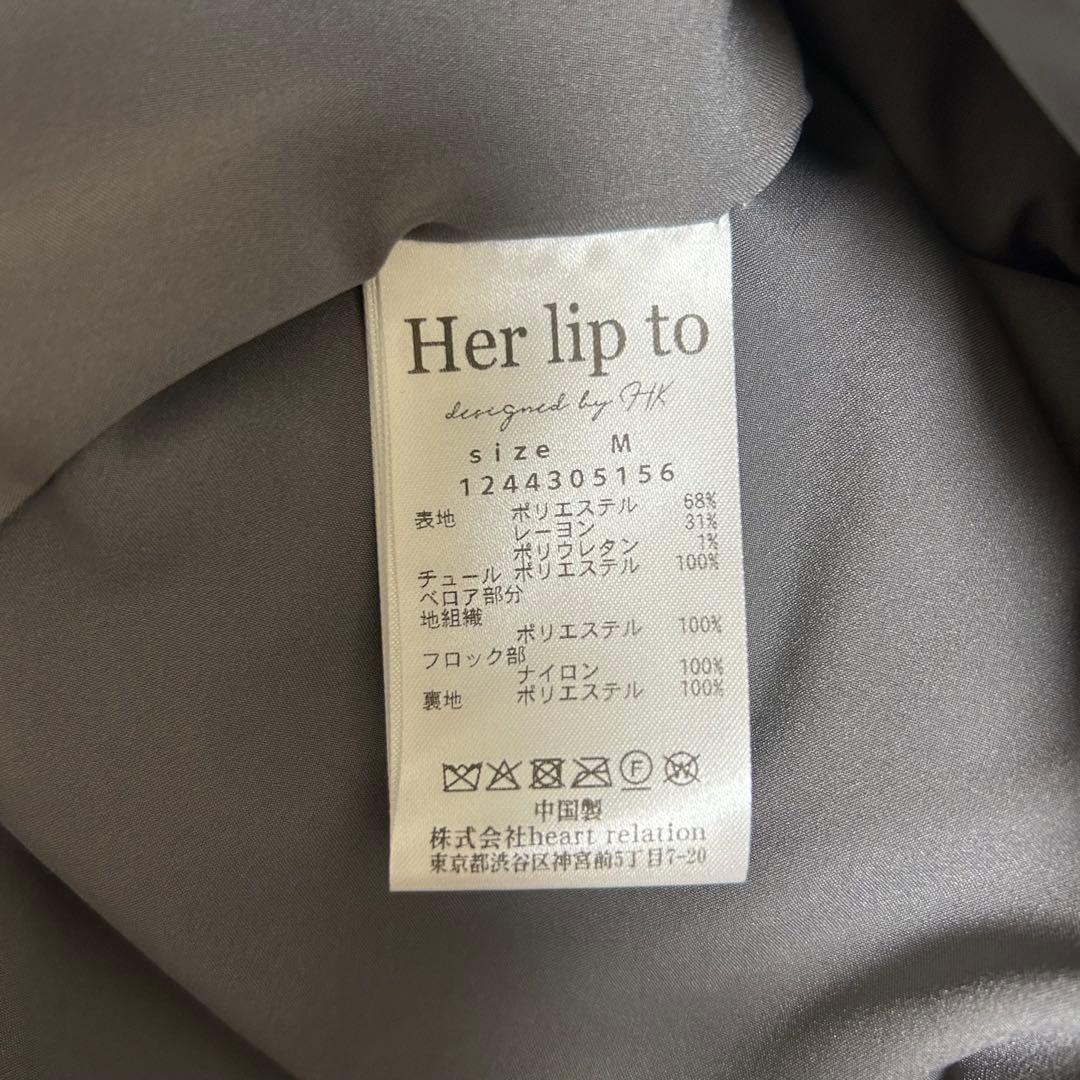 Her lip to
designed by HK
size M
1244305156
表地 ポリエステル 68%
レーヨン 31%
ポリウレタン 1%
チュール ポリエステル 100%
ベロア部分
地組織
ポリエステル 100%
フロック部
ナイロン 100%
裏地 ポリエステル 100%
F W
中国製
株式会社heart relation
東京都渋谷区神宮前5丁目7-20